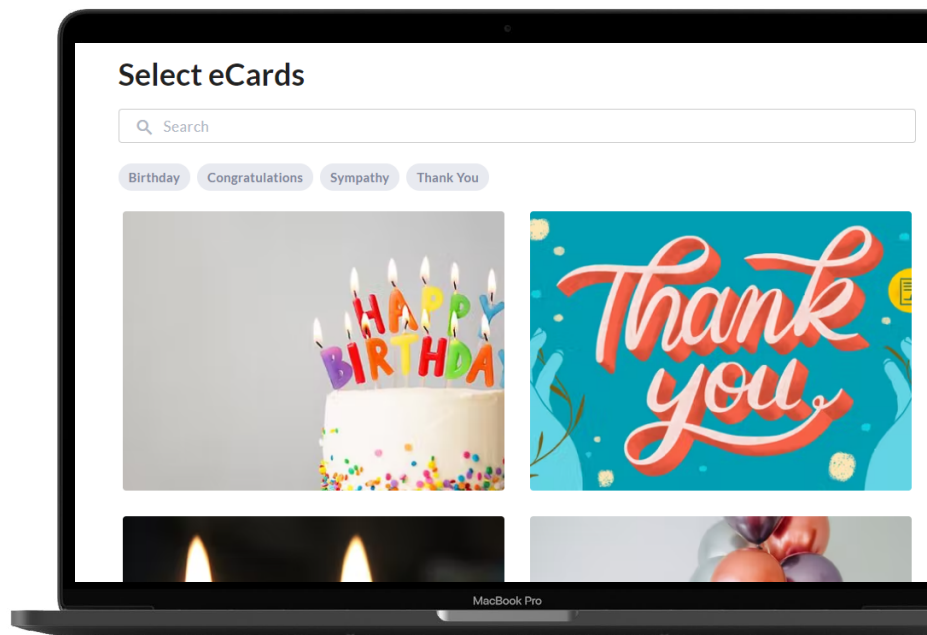 Select eCards
Search
Birthday Congratulations Sympathy Thank You
HAPPY
BIRTHDAY
Thank
you
MacBook Pro